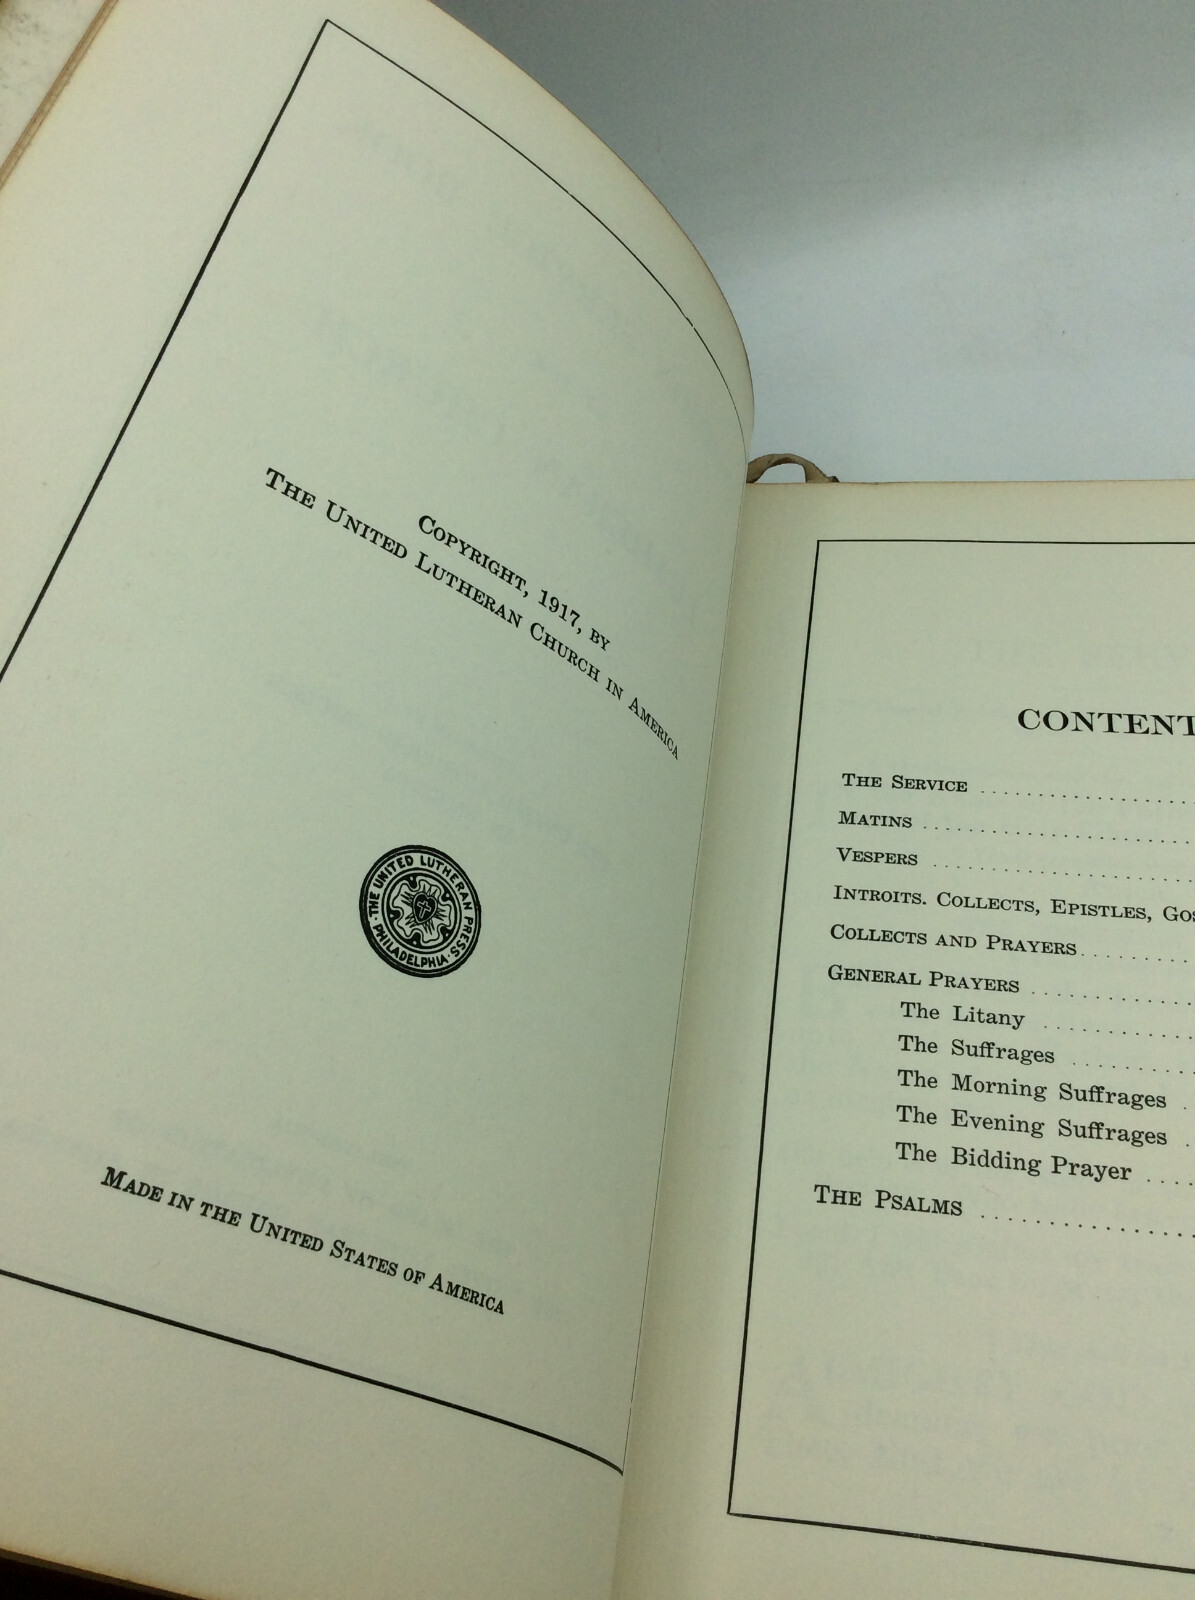 Copyright, 1917, by
The United Lutheran Church in America
· THE UNITED LUTHERAN PRESS ·
PHILADELPHIA
Made in the United States of America
CONTENT
The Service
Matins
Vespers
Introits. Collects, Epistles, Gos
Collects and Prayers
General Prayers
The Litany
The Suffrages
The Morning Suffrages
The Evening Suffrages
The Bidding Prayer
The Psalms